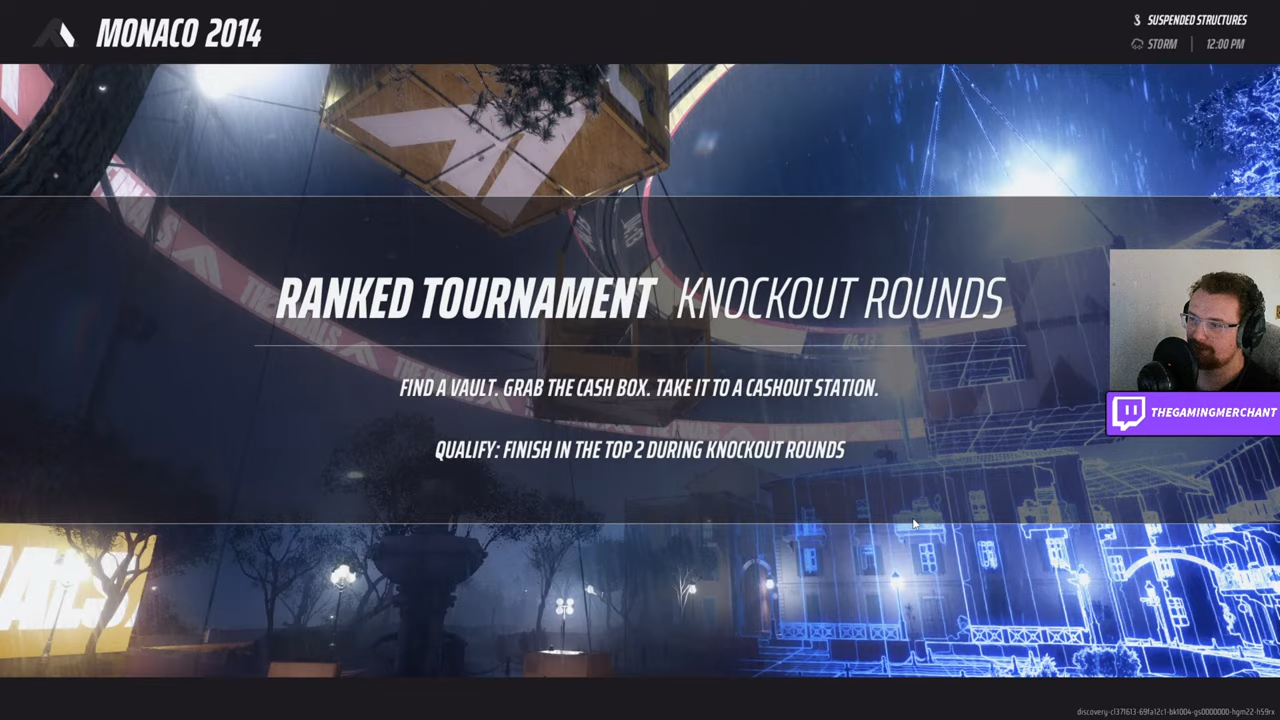 MONACO 2014
SUSPENDED STRUCTURES
STORM
12:00 PM
RANKED TOURNAMENT KNOCKOUT ROUNDS
FIND A VAULT. GRAB THE CASH BOX. TAKE IT TO A CASHOUT STATION.
THEGAMINGMERCHANT
QUALIFY: FINISH IN THE TOP 2 DURING KNOCKOUT ROUNDS